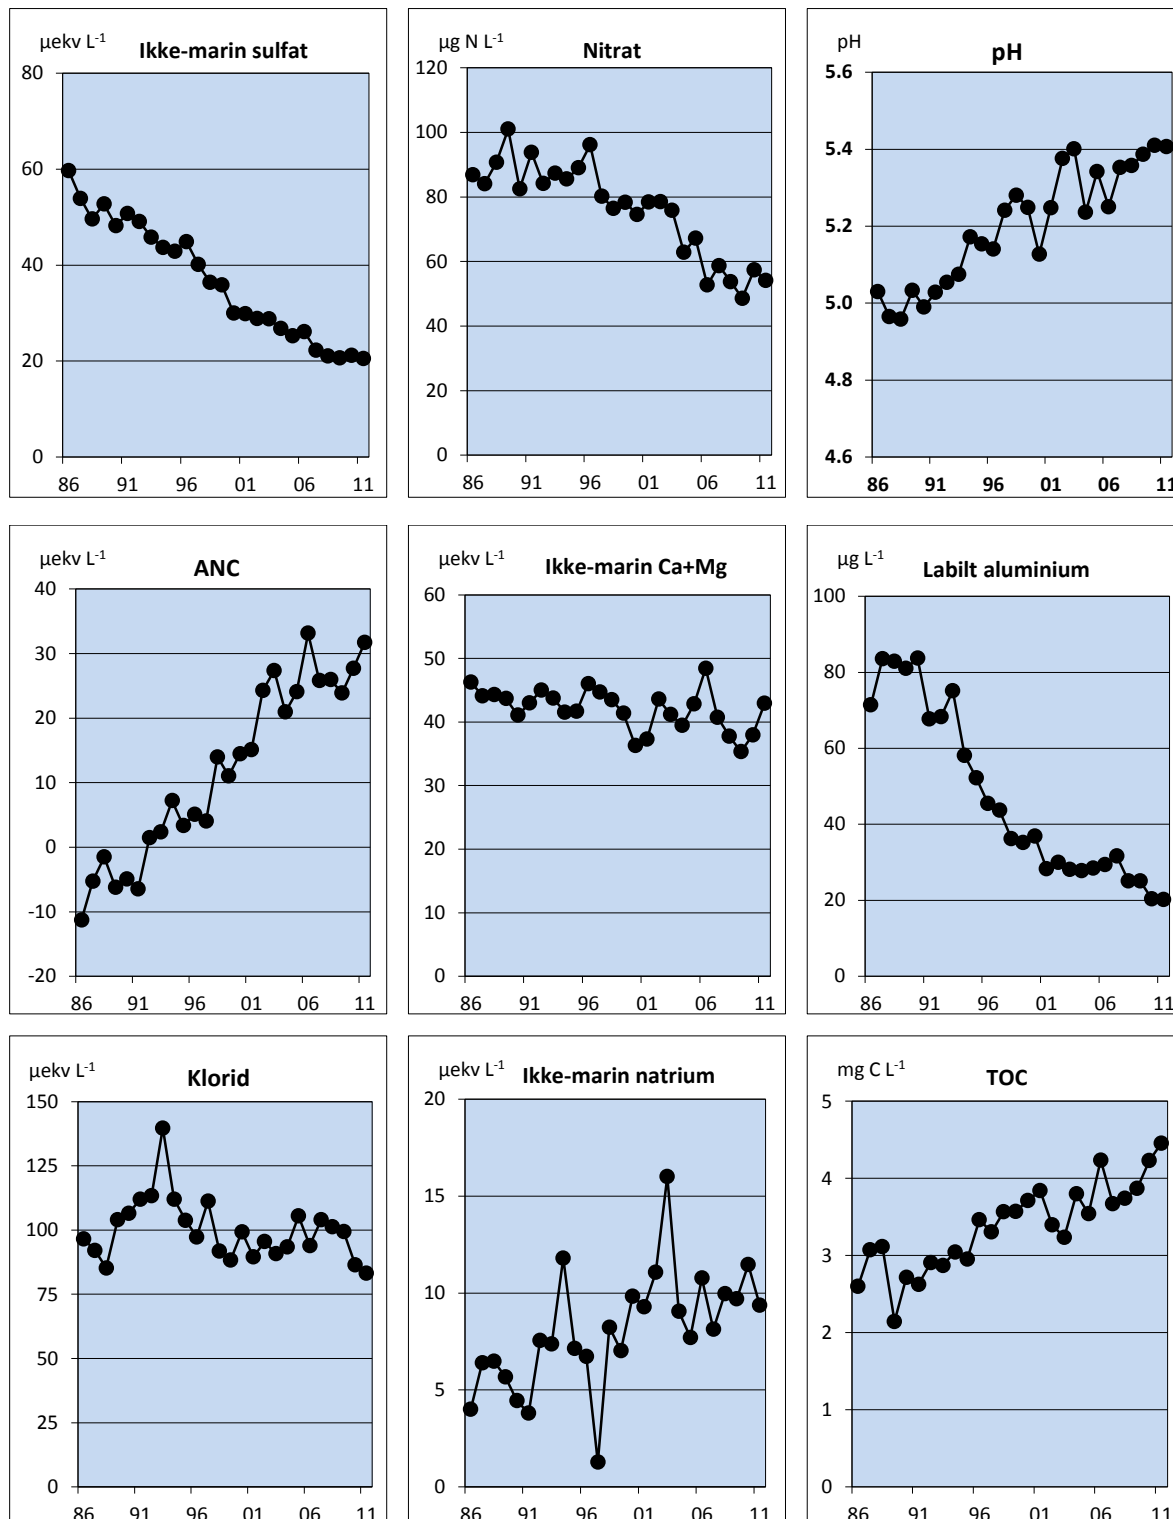 µekv L-1
Ikke-marin sulfat
80
60
40
20
0
86 91 96 01 06 11
µg N L-1
Nitrat
120
100
80
60
40
20
0
86 91 96 01 06 11
pH
pH
5.6
5.4
5.2
5.0
4.8
4.6
86 91 96 01 06 11
µekv L-1
ANC
40
30
20
10
0
-10
-20
86 91 96 01 06 11
µekv L-1
Ikke-marin Ca+Mg
60
50
40
30
20
10
0
86 91 96 01 06 11
µg L-1
Labilt aluminium
100
80
60
40
20
0
86 91 96 01 06 11
µekv L-1
Klorid
150
125
100
75
50
25
0
86 91 96 01 06 11
µekv L-1
Ikke-marin natrium
20
15
10
5
0
86 91 96 01 06 11
mg C L-1
TOC
5
4
3
2
1
0
86 91 96 01 06 11